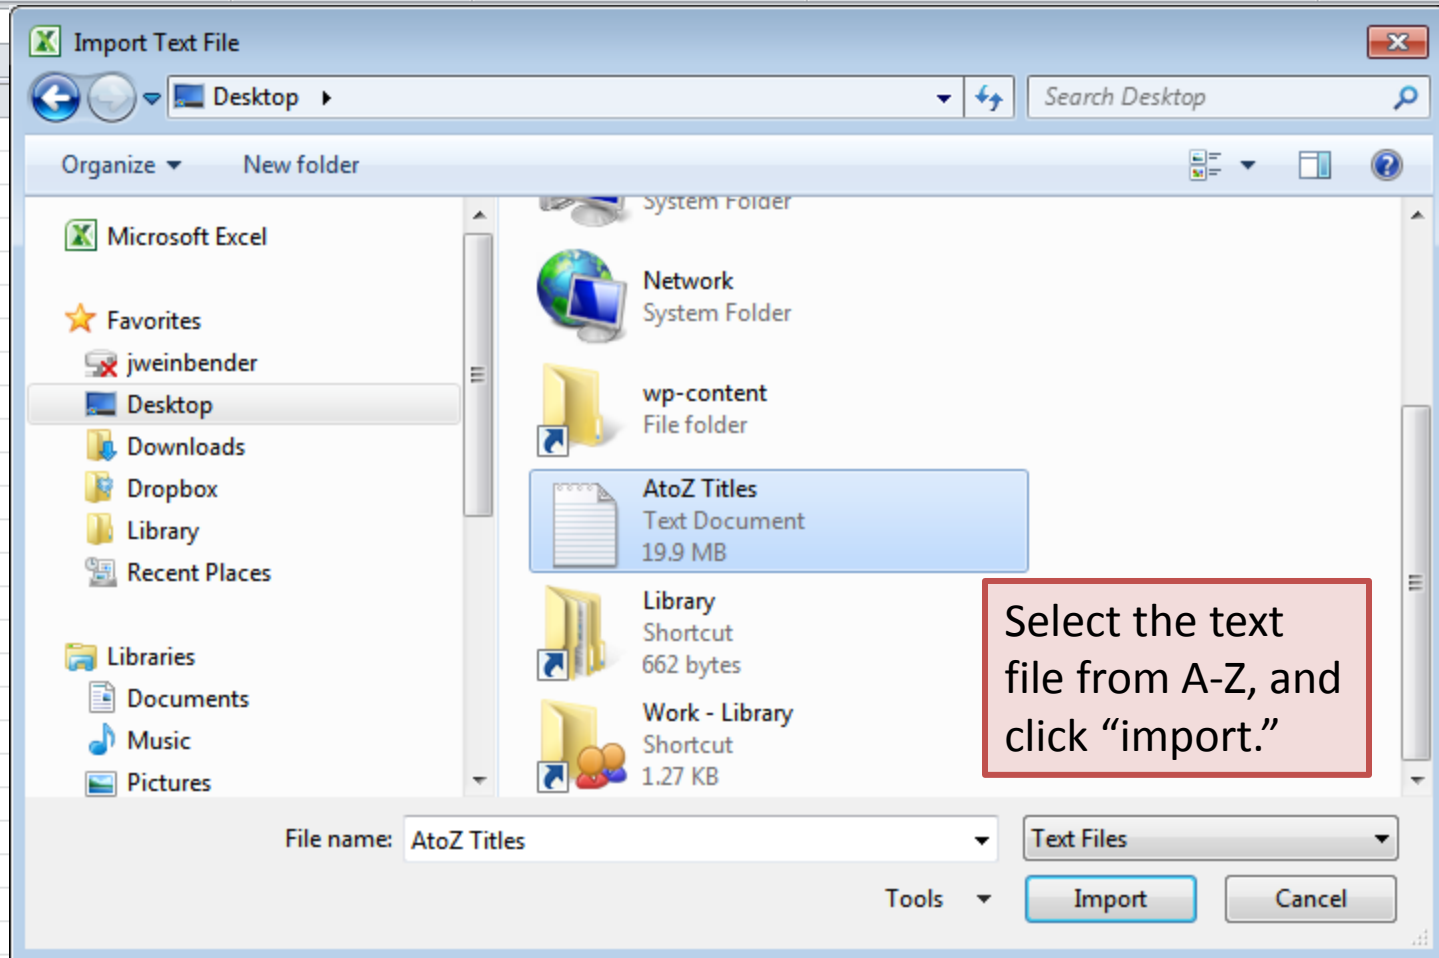 Import Text File
Desktop
Search Desktop
Organize
New folder
Microsoft Excel
Favorites
jweinbender
Desktop
Downloads
Dropbox
Library
Recent Places
Libraries
Documents
Music
Pictures
System Folder
Network
System Folder
wp-content
File folder
AtoZ Titles
Text Document
19.9 MB
Library
Shortcut
662 bytes
Work - Library
Shortcut
1.27 KB
Select the text
file from A-Z, and
click “import.”
File name: AtoZ Titles
Text Files
Tools
Import
Cancel